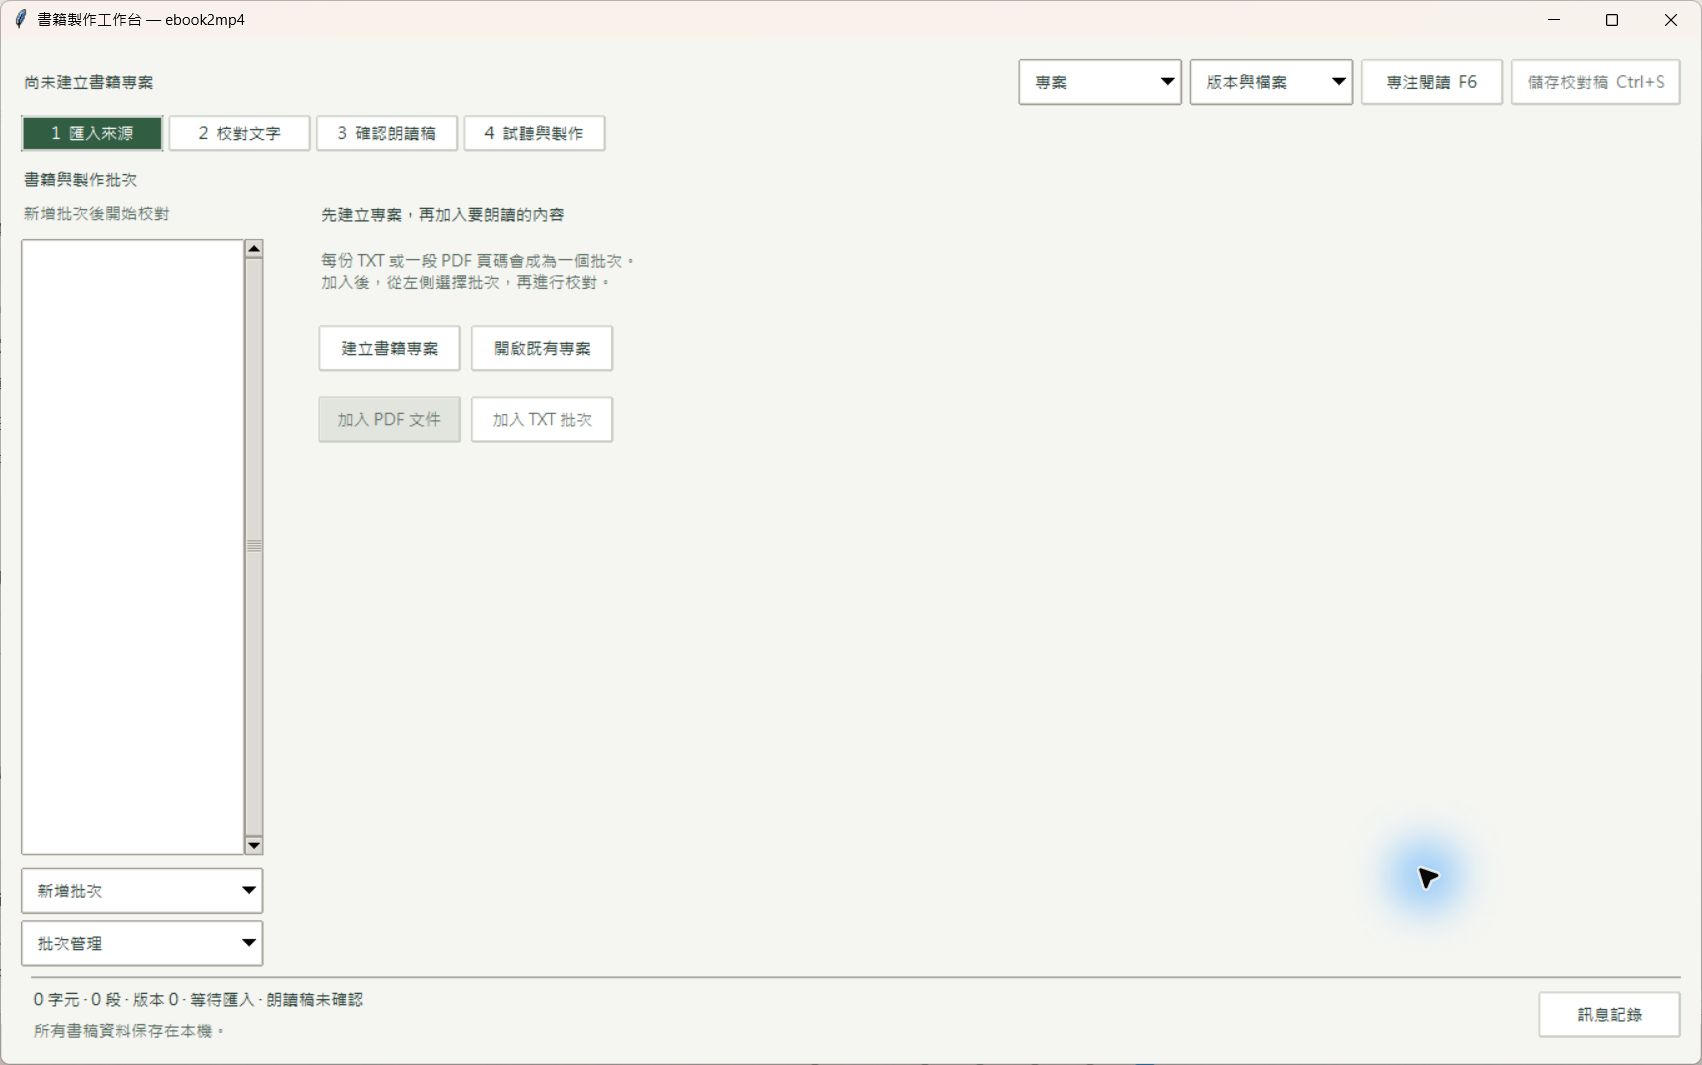 書籍製作工作台 — ebook2mp4
尚未建立書籍專案
專案
版本與檔案
專注閱讀 F6
儲存校對稿 Ctrl+S
1 匯入來源
2 校對文字
3 確認朗讀稿
4 試聽與製作
書籍與製作批次
新增批次後開始校對
先建立專案，再加入要朗讀的內容
每份 TXT 或一段 PDF 頁碼會成為一個批次。
加入後，從左側選擇批次，再進行校對。
建立書籍專案
開啟既有專案
加入 PDF 文件
加入 TXT 批次
新增批次
批次管理
0 字元 · 0 段 · 版本 0 · 等待匯入 · 朗讀稿未確認
所有書稿資料保存在本機。
訊息記錄